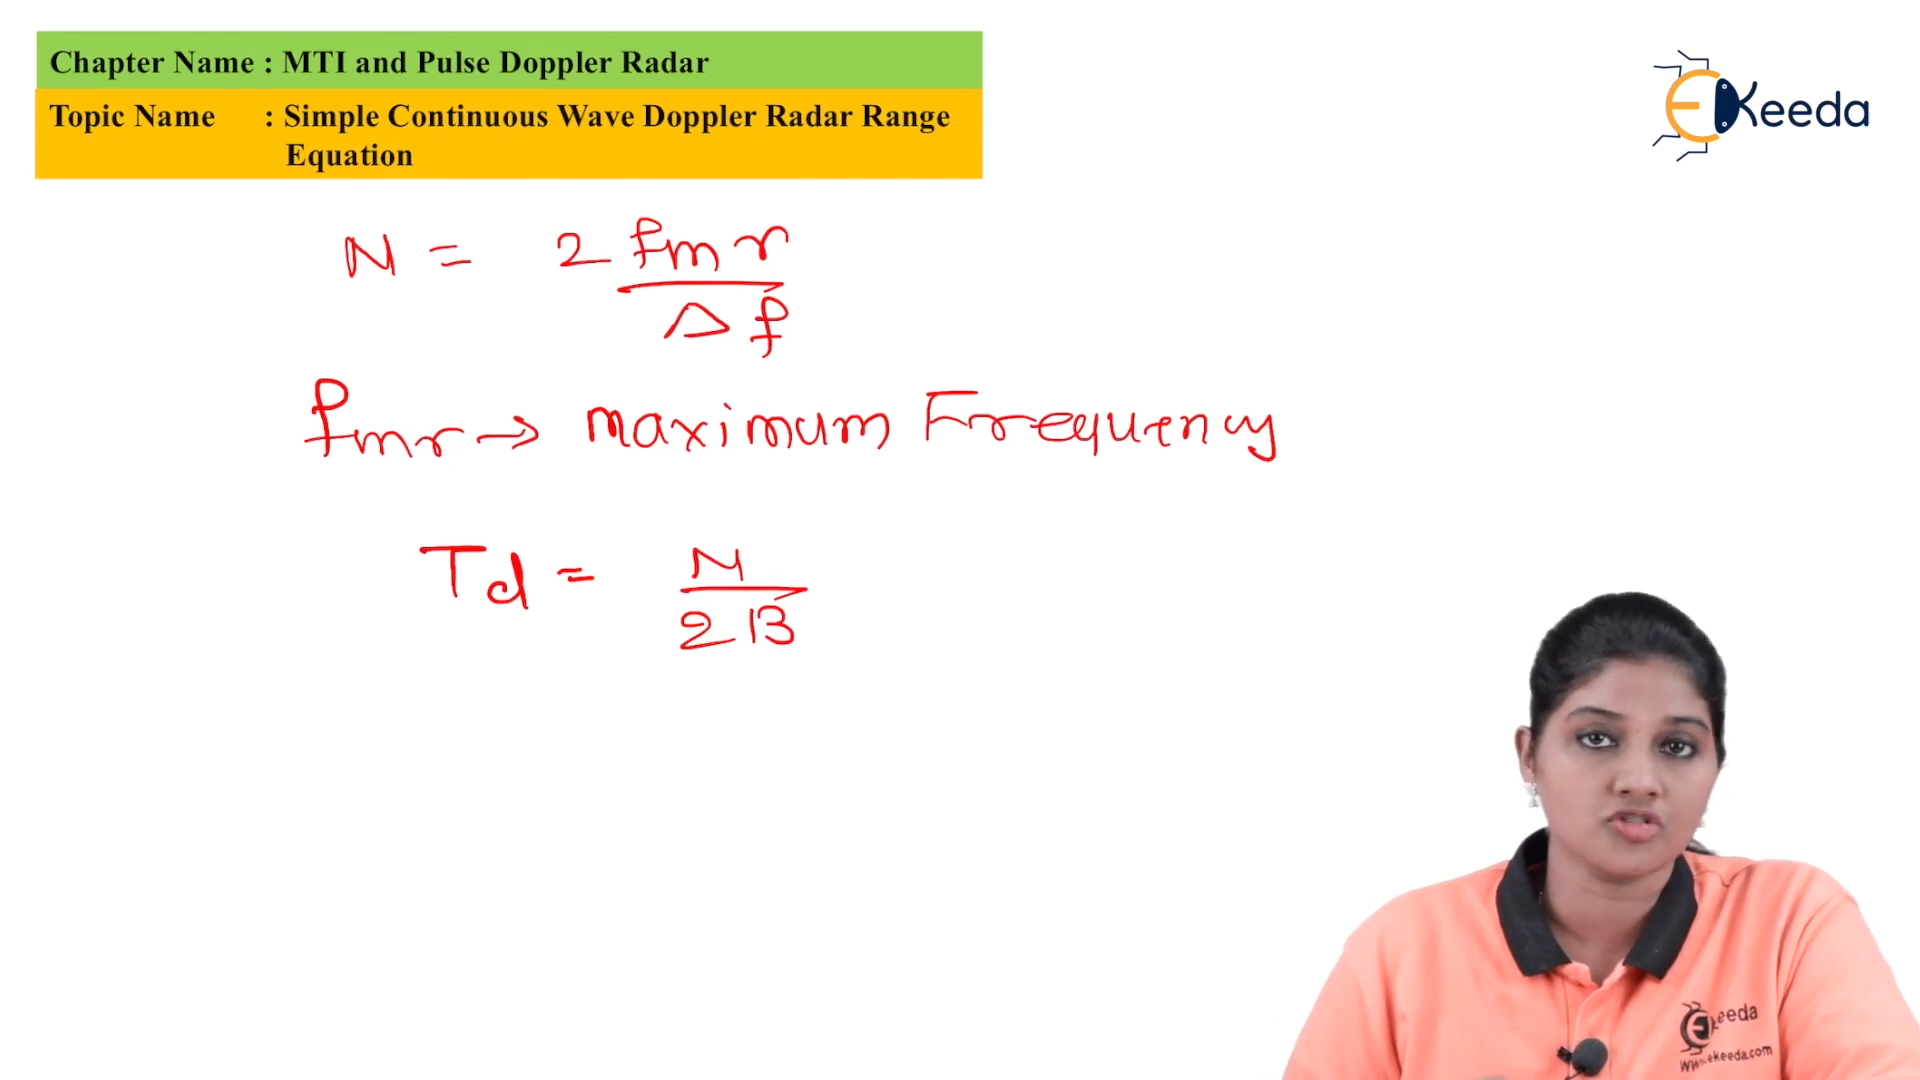 Chapter Name : MTI and Pulse Doppler Radar
Topic Name : Simple Continuous Wave Doppler Radar Range
Equation
EKeeda
N = 2 fmr
Δf
fmr → maximum Frequency
Td = N
2B
Ekeeda
www.ekeeda.com